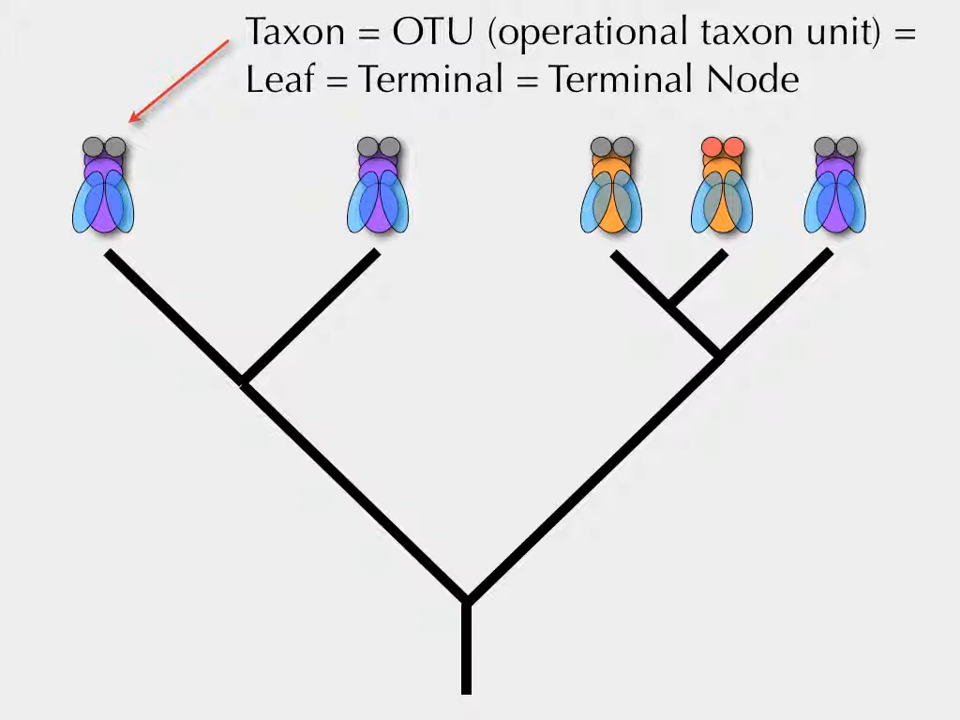 Taxon = OTU (operational taxon unit) =
Leaf = Terminal = Terminal Node